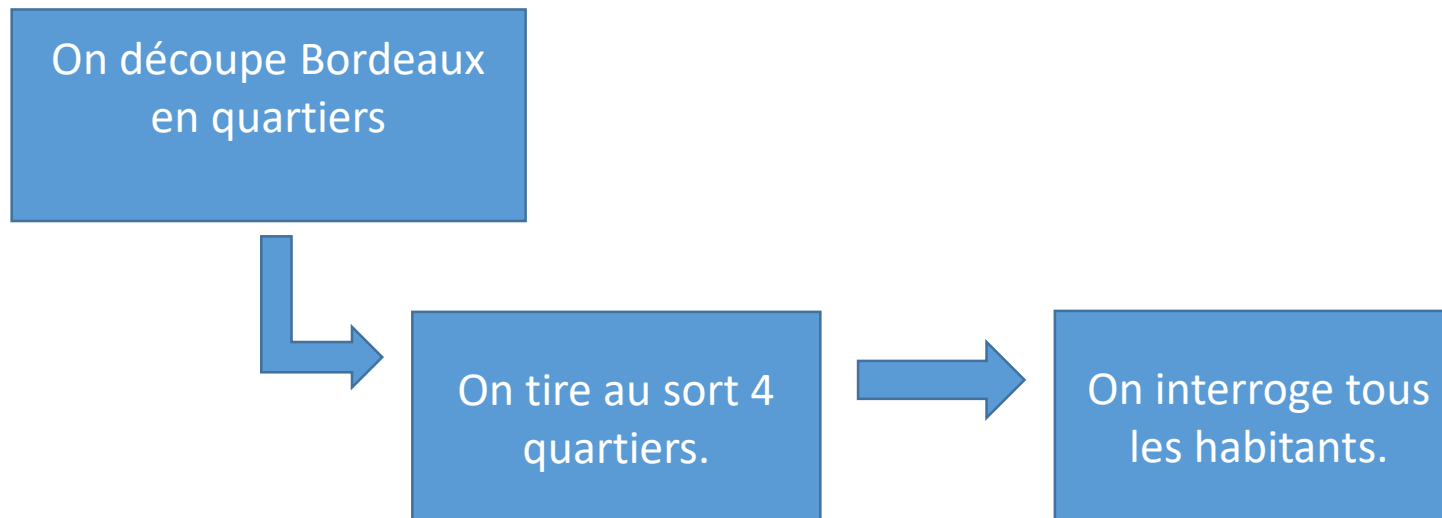 On découpe Bordeaux
en quartiers
On tire au sort 4
quartiers.
On interroge tous
les habitants.